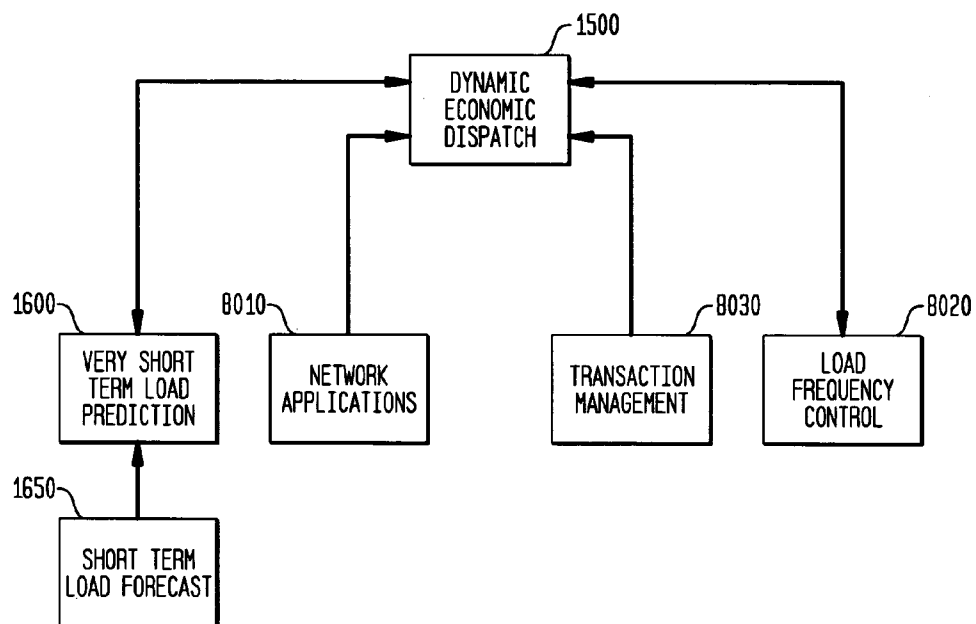 1500
DYNAMIC
ECONOMIC
DISPATCH
1600
VERY SHORT
TERM LOAD
PREDICTION
8010
NETWORK
APPLICATIONS
8030
TRANSACTION
MANAGEMENT
8020
LOAD
FREQUENCY
CONTROL
1650
SHORT TERM
LOAD FORECAST